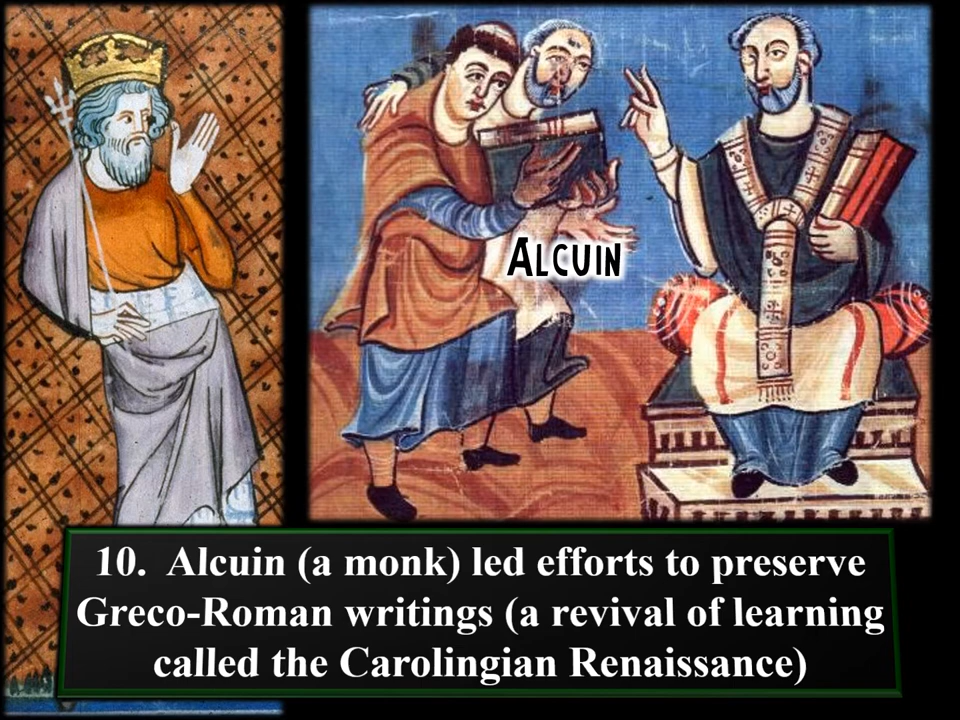 ALCUIN
10. Alcuin (a monk) led efforts to preserve
Greco-Roman writings (a revival of learning
called the Carolingian Renaissance)